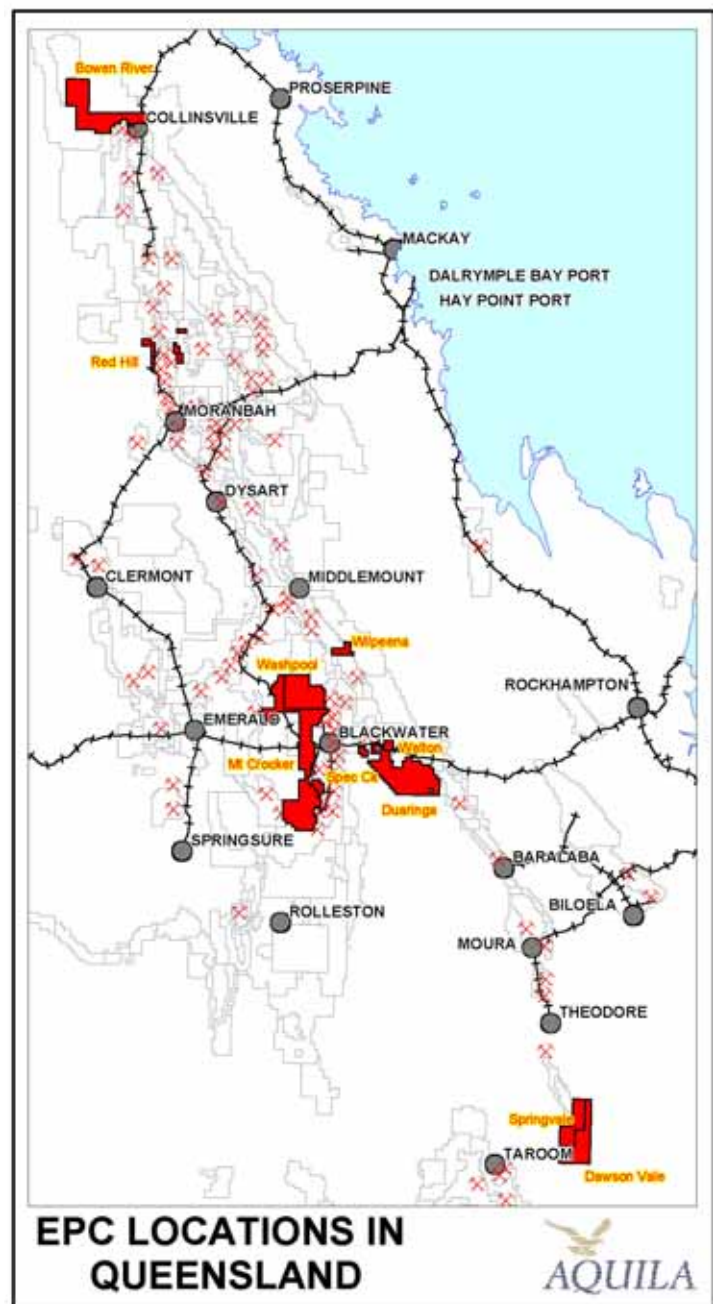 Bowen River
PROSERPINE
COLLINSVILLE
MACKAY
DALRYMPLE BAY PORT
HAY POINT PORT
Red Hill
MORANBAH
DYSART
CLERMONT
MIDDLEMOUNT
Wilpeena
Washpool
ROCKHAMPTON
EMERALD
BLACKWATER
Walton
Mt Crocker
Spec Ck
Duaringa
SPRINGSURE
BARALABA
ROLLESTON
BILOELA
MOURA
THEODORE
Springvale
TAROOM
Dawson Vale
EPC LOCATIONS IN
QUEENSLAND
AQUILA